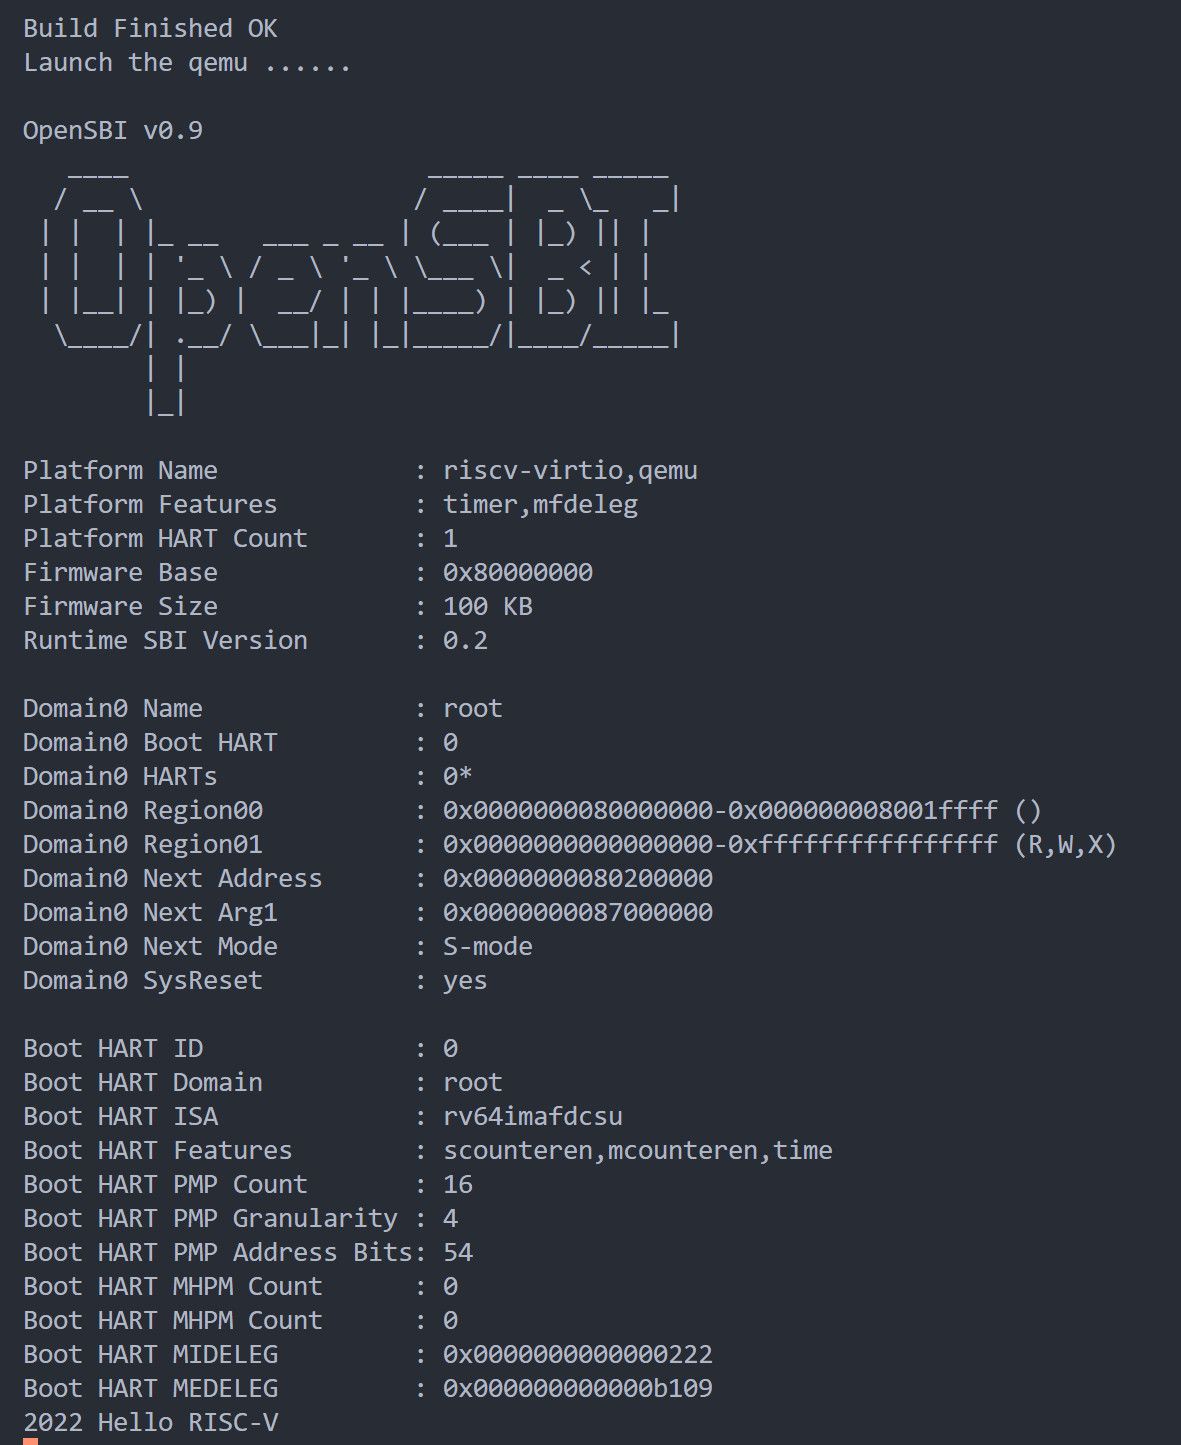 Build Finished OK
Launch the qemu ......

OpenSBI v0.9
   ____                    _____ ____ _____
  / __ \                  / ____|  _ \_   _|
 | |  | |_ __   ___ _ __ | (___ | |_) || |
 | |  | | '_ \ / _ \ '_ \ \___ \|  _ < | |
 | |__| | |_) |  __/ | | |____) | |_) || |_
  \____/| .__/ \___|_| |_|_____/|____/_____|
        | |
        |_|

Platform Name             : riscv-virtio,qemu
Platform Features         : timer,mfdeleg
Platform HART Count       : 1
Firmware Base             : 0x80000000
Firmware Size             : 100 KB
Runtime SBI Version       : 0.2

Domain0 Name              : root
Domain0 Boot HART         : 0
Domain0 HARTs             : 0*
Domain0 Region00          : 0x0000000080000000-0x000000008001ffff ()
Domain0 Region01          : 0x0000000000000000-0xffffffffffffffff (R,W,X)
Domain0 Next Address      : 0x0000000080200000
Domain0 Next Arg1         : 0x0000000087000000
Domain0 Next Mode         : S-mode
Domain0 SysReset          : yes

Boot HART ID              : 0
Boot HART Domain          : root
Boot HART ISA             : rv64imafdcsu
Boot HART Features        : scounteren,mcounteren,time
Boot HART PMP Count       : 16
Boot HART PMP Granularity : 4
Boot HART PMP Address Bits: 54
Boot HART MHPM Count      : 0
Boot HART MHPM Count      : 0
Boot HART MIDELEG         : 0x0000000000000222
Boot HART MEDELEG         : 0x000000000000b109
2022 Hello RISC-V